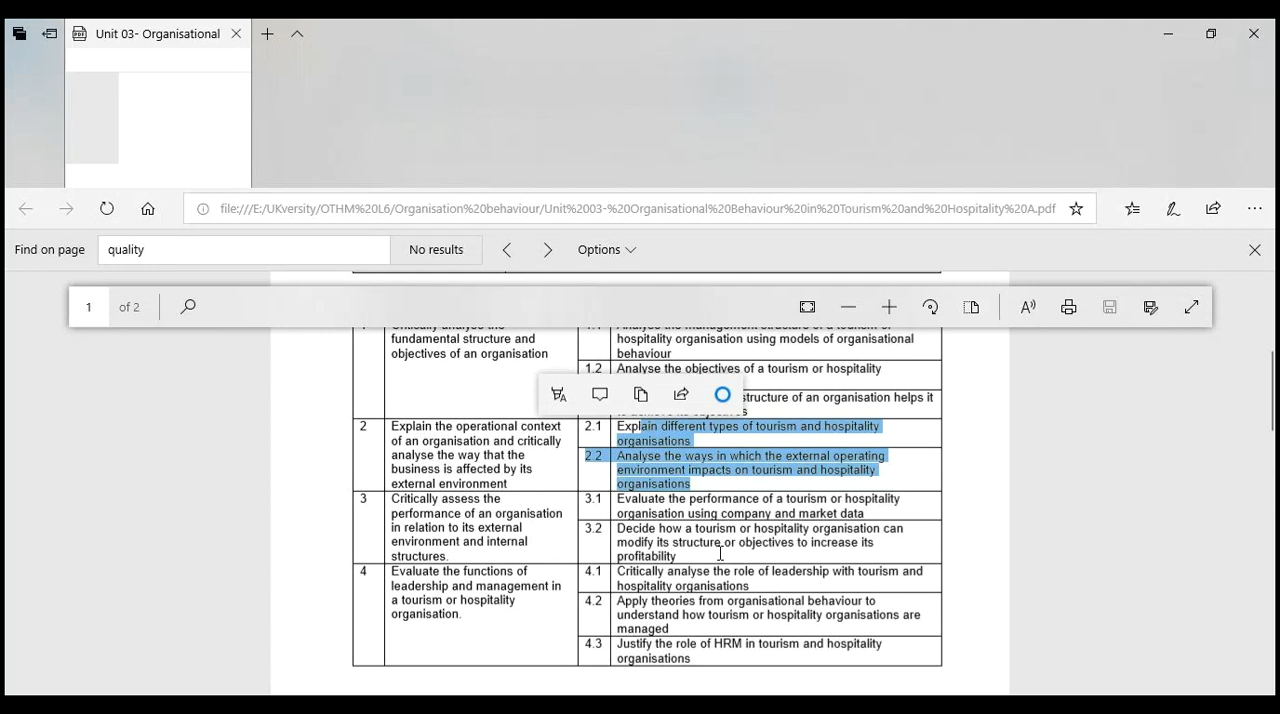 Unit 03- Organisational
file:///E:/UKversity/OTHM%20L6/Organisation%20behaviour/Unit%2003-%20Organisational%20Behaviour%20in%20Tourism%20and%20Hospitality%20A.pdf
Find on page quality No results Options
1 of 2
fundamental structure and
objectives of an organisation
1.1 Analyse the management structure of a tourism or
hospitality organisation using models of organisational
behaviour
1.2 Analyse the objectives of a tourism or hospitality
structure of an organisation helps it
to achieve its objectives
2 Explain the operational context
of an organisation and critically
analyse the way that the
business is affected by its
external environment
2.1 Explain different types of tourism and hospitality
organisations
2.2 Analyse the ways in which the external operating
environment impacts on tourism and hospitality
organisations
3 Critically assess the
performance of an organisation
in relation to its external
environment and internal
structures.
3.1 Evaluate the performance of a tourism or hospitality
organisation using company and market data
3.2 Decide how a tourism or hospitality organisation can
modify its structure or objectives to increase its
profitability
4 Evaluate the functions of
leadership and management in
a tourism or hospitality
organisation.
4.1 Critically analyse the role of leadership with tourism and
hospitality organisations
4.2 Apply theories from organisational behaviour to
understand how tourism or hospitality organisations are
managed
4.3 Justify the role of HRM in tourism and hospitality
organisations